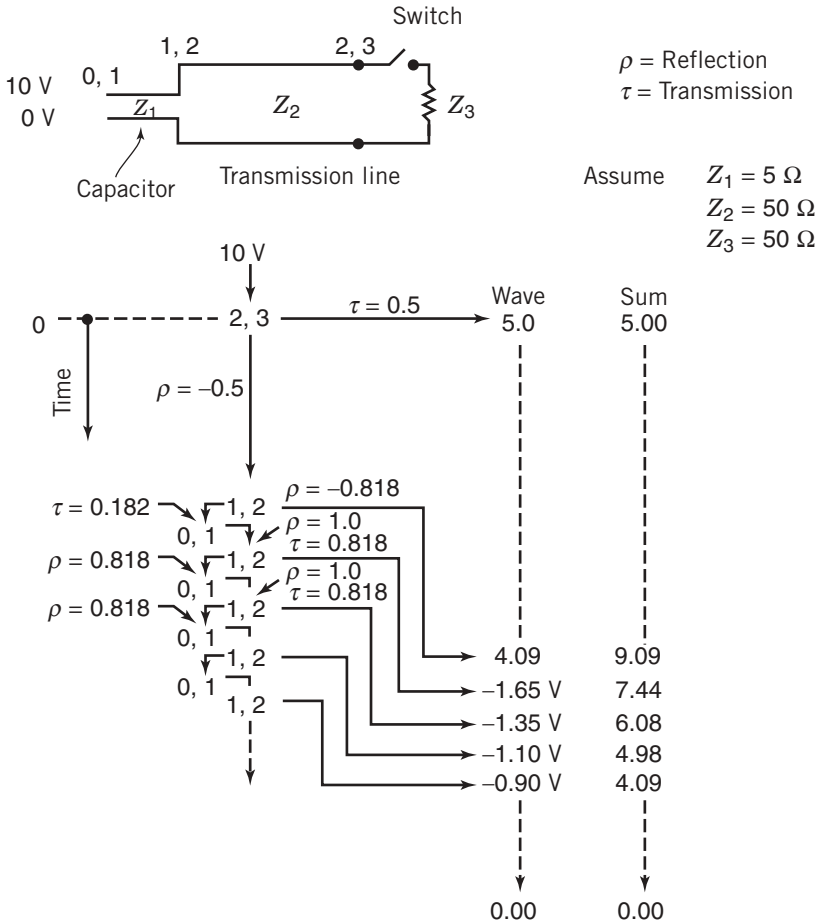 Switch
1, 2
2, 3
0, 1
10 V
0 V
Z1
Z2
Z3
ρ = Reflection
τ = Transmission
Capacitor
Transmission line
Assume
Z1 = 5 Ω
Z2 = 50 Ω
Z3 = 50 Ω
10 V
Wave
Sum
0
2, 3
τ = 0.5
5.0
5.00
Time
ρ = –0.5
τ = 0.182
1, 2
ρ = –0.818
0, 1
ρ = 1.0
ρ = 0.818
1, 2
τ = 0.818
0, 1
ρ = 1.0
ρ = 0.818
1, 2
τ = 0.818
0, 1
1, 2
4.09
9.09
0, 1
–1.65 V
7.44
1, 2
–1.35 V
6.08
–1.10 V
4.98
–0.90 V
4.09
0.00
0.00